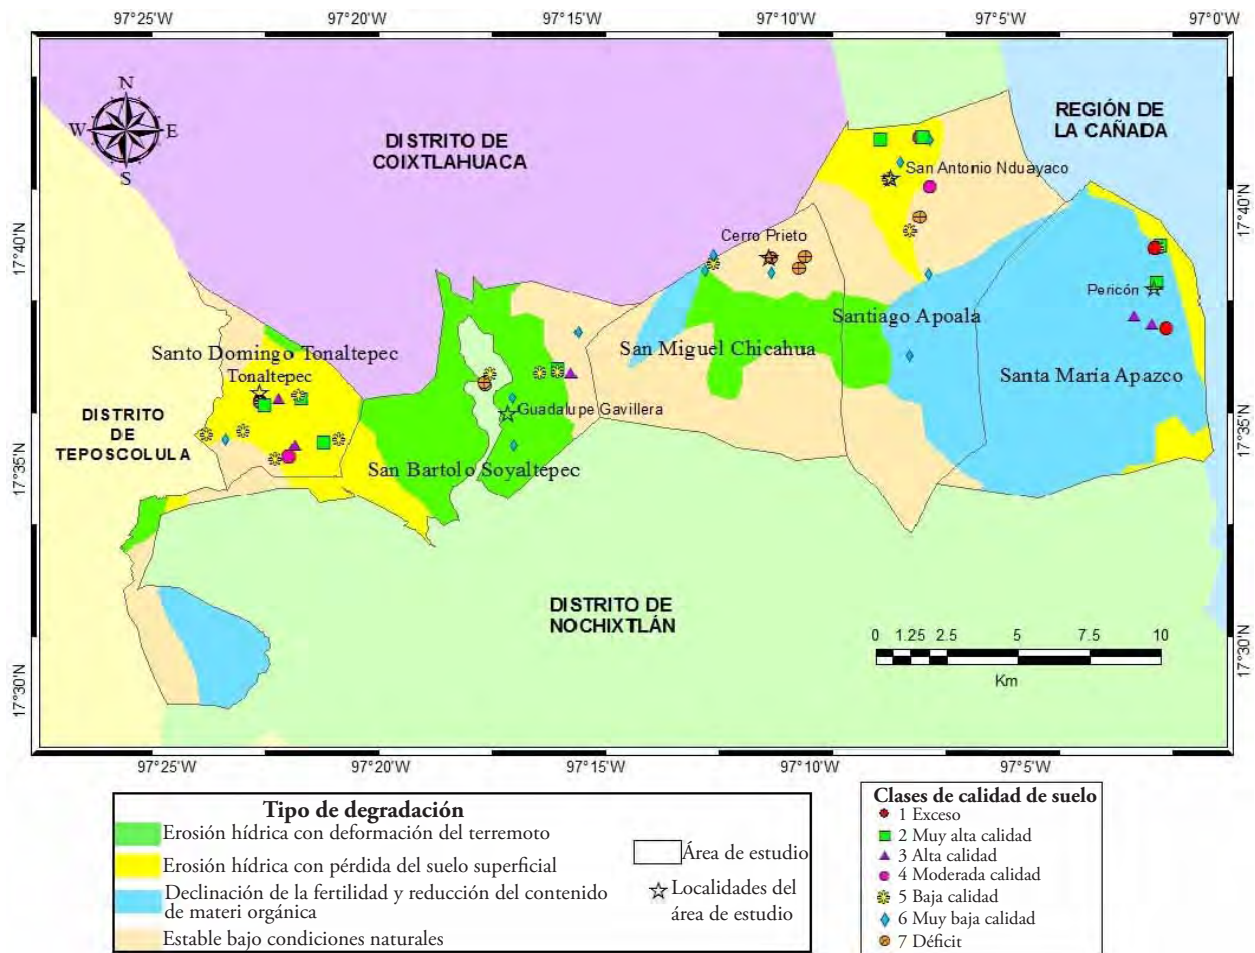 97°25'W 97°20'W 97°15'W 97°10'W 97°5'W 97°0'W
N
W E
S
DISTRITO DE
COIXTLAHUACA
REGIÓN DE
LA CAÑADA
San Antonio Nduayaco
17°40'N
17°40'N
Cerro Prieto
Pericón
Santiago Apoala
San Miguel Chicahua
Santo Domingo Tonaltepec
Tonaltepec
Santa María Apazco
DISTRITO
DE
TEPOSCOLULA
Guadalupe Gavillera
17°35'N
17°35'N
San Bartolo Soyaltepec
DISTRITO DE
NOCHIXTLÁN
0 1.25 2.5 5 7.5 10
Km
17°30'N
17°30'N
97°25'W 97°20'W 97°15'W 97°10'W 97°5'W
Tipo de degradación
Erosión hídrica con deformación del terremoto
Erosión hídrica con pérdida del suelo superficial
Declinación de la fertilidad y reducción del contenido
de materi orgánica
Estable bajo condiciones naturales
Área de estudio
Localidades del
área de estudio
Clases de calidad de suelo
1 Exceso
2 Muy alta calidad
3 Alta calidad
4 Moderada calidad
5 Baja calidad
6 Muy baja calidad
7 Déficit